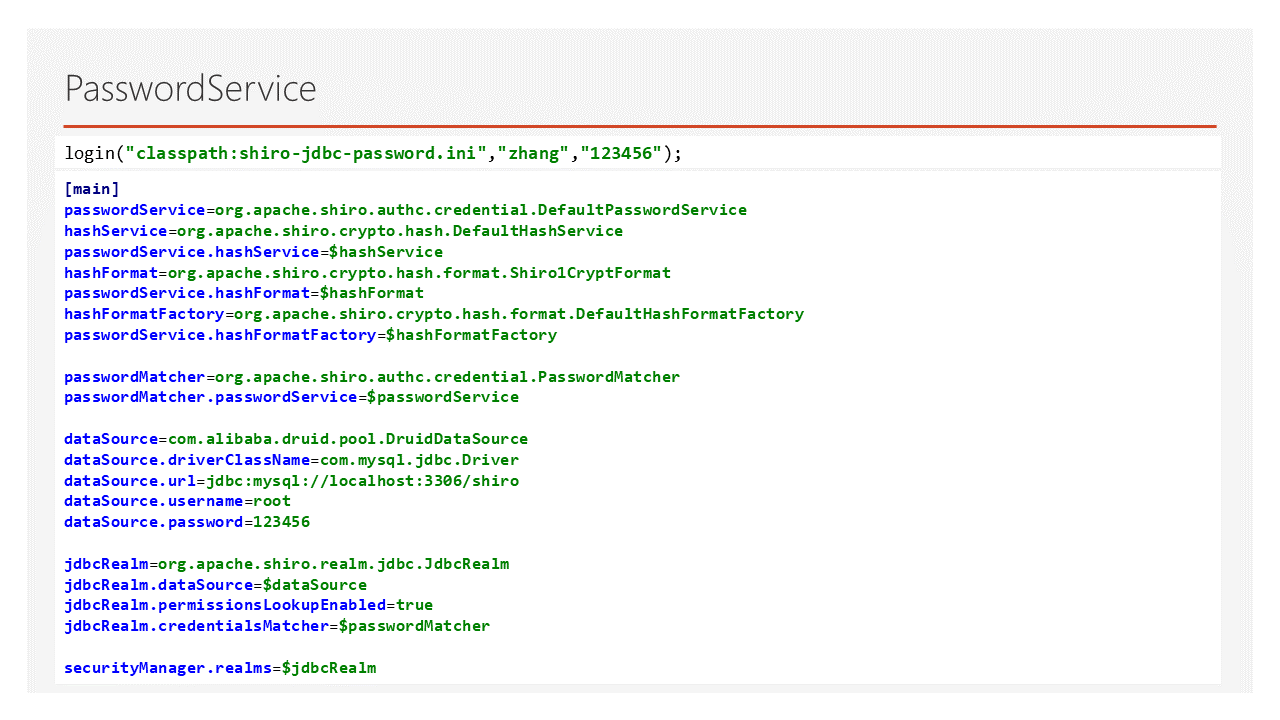 PasswordService
login("classpath:shiro-jdbc-password.ini","zhang","123456");
[main]
passwordService=org.apache.shiro.authc.credential.DefaultPasswordService
hashService=org.apache.shiro.crypto.hash.DefaultHashService
passwordService.hashService=$hashService
hashFormat=org.apache.shiro.crypto.hash.format.Shiro1CryptFormat
passwordService.hashFormat=$hashFormat
hashFormatFactory=org.apache.shiro.crypto.hash.format.DefaultHashFormatFactory
passwordService.hashFormatFactory=$hashFormatFactory
passwordMatcher=org.apache.shiro.authc.credential.PasswordMatcher
passwordMatcher.passwordService=$passwordService
dataSource=com.alibaba.druid.pool.DruidDataSource
dataSource.driverClassName=com.mysql.jdbc.Driver
dataSource.url=jdbc:mysql://localhost:3306/shiro
dataSource.username=root
dataSource.password=123456
jdbcRealm=org.apache.shiro.realm.jdbc.JdbcRealm
jdbcRealm.dataSource=$dataSource
jdbcRealm.permissionsLookupEnabled=true
jdbcRealm.credentialsMatcher=$passwordMatcher
securityManager.realms=$jdbcRealm